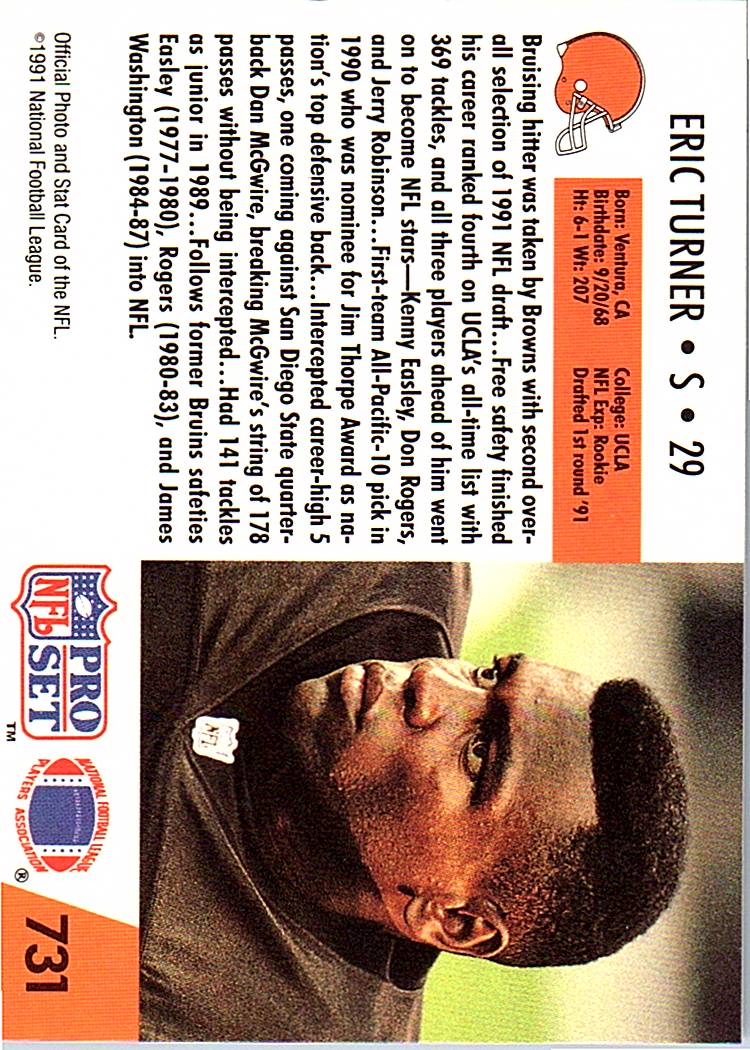 ERIC TURNER • S • 29
Born: Ventura, CA
Birthdate: 9/20/68
Ht: 6-1 Wt: 207
College: UCLA
NFL Exp: Rookie
Drafted 1st round '91
Bruising hitter was taken by Browns with second over-
all selection of 1991 NFL draft...Free safety finished
his career ranked fourth on UCLA's all-time list with
369 tackles, and all three players ahead of him went
on to become NFL stars—Kenny Easley, Don Rogers,
and Jerry Robinson...First-team All-Pacific-10 pick in
1990 who was nominee for Jim Thorpe Award as na-
tion's top defensive back...Intercepted career-high 5
passes, one coming against San Diego State quarter-
back Dan McGwire, breaking McGwire's string of 178
passes without being intercepted...Had 141 tackles
as junior in 1989...Follows former Bruins safeties
Easley (1977-1980), Rogers (1980-83), and James
Washington (1984-87) into NFL.
Official Photo and Stat Card of the NFL.
©1991 National Football League.
NFL
NFL
PRO
SET
™
NATIONAL FOOTBALL LEAGUE
PLAYERS ASSOCIATION
®
731